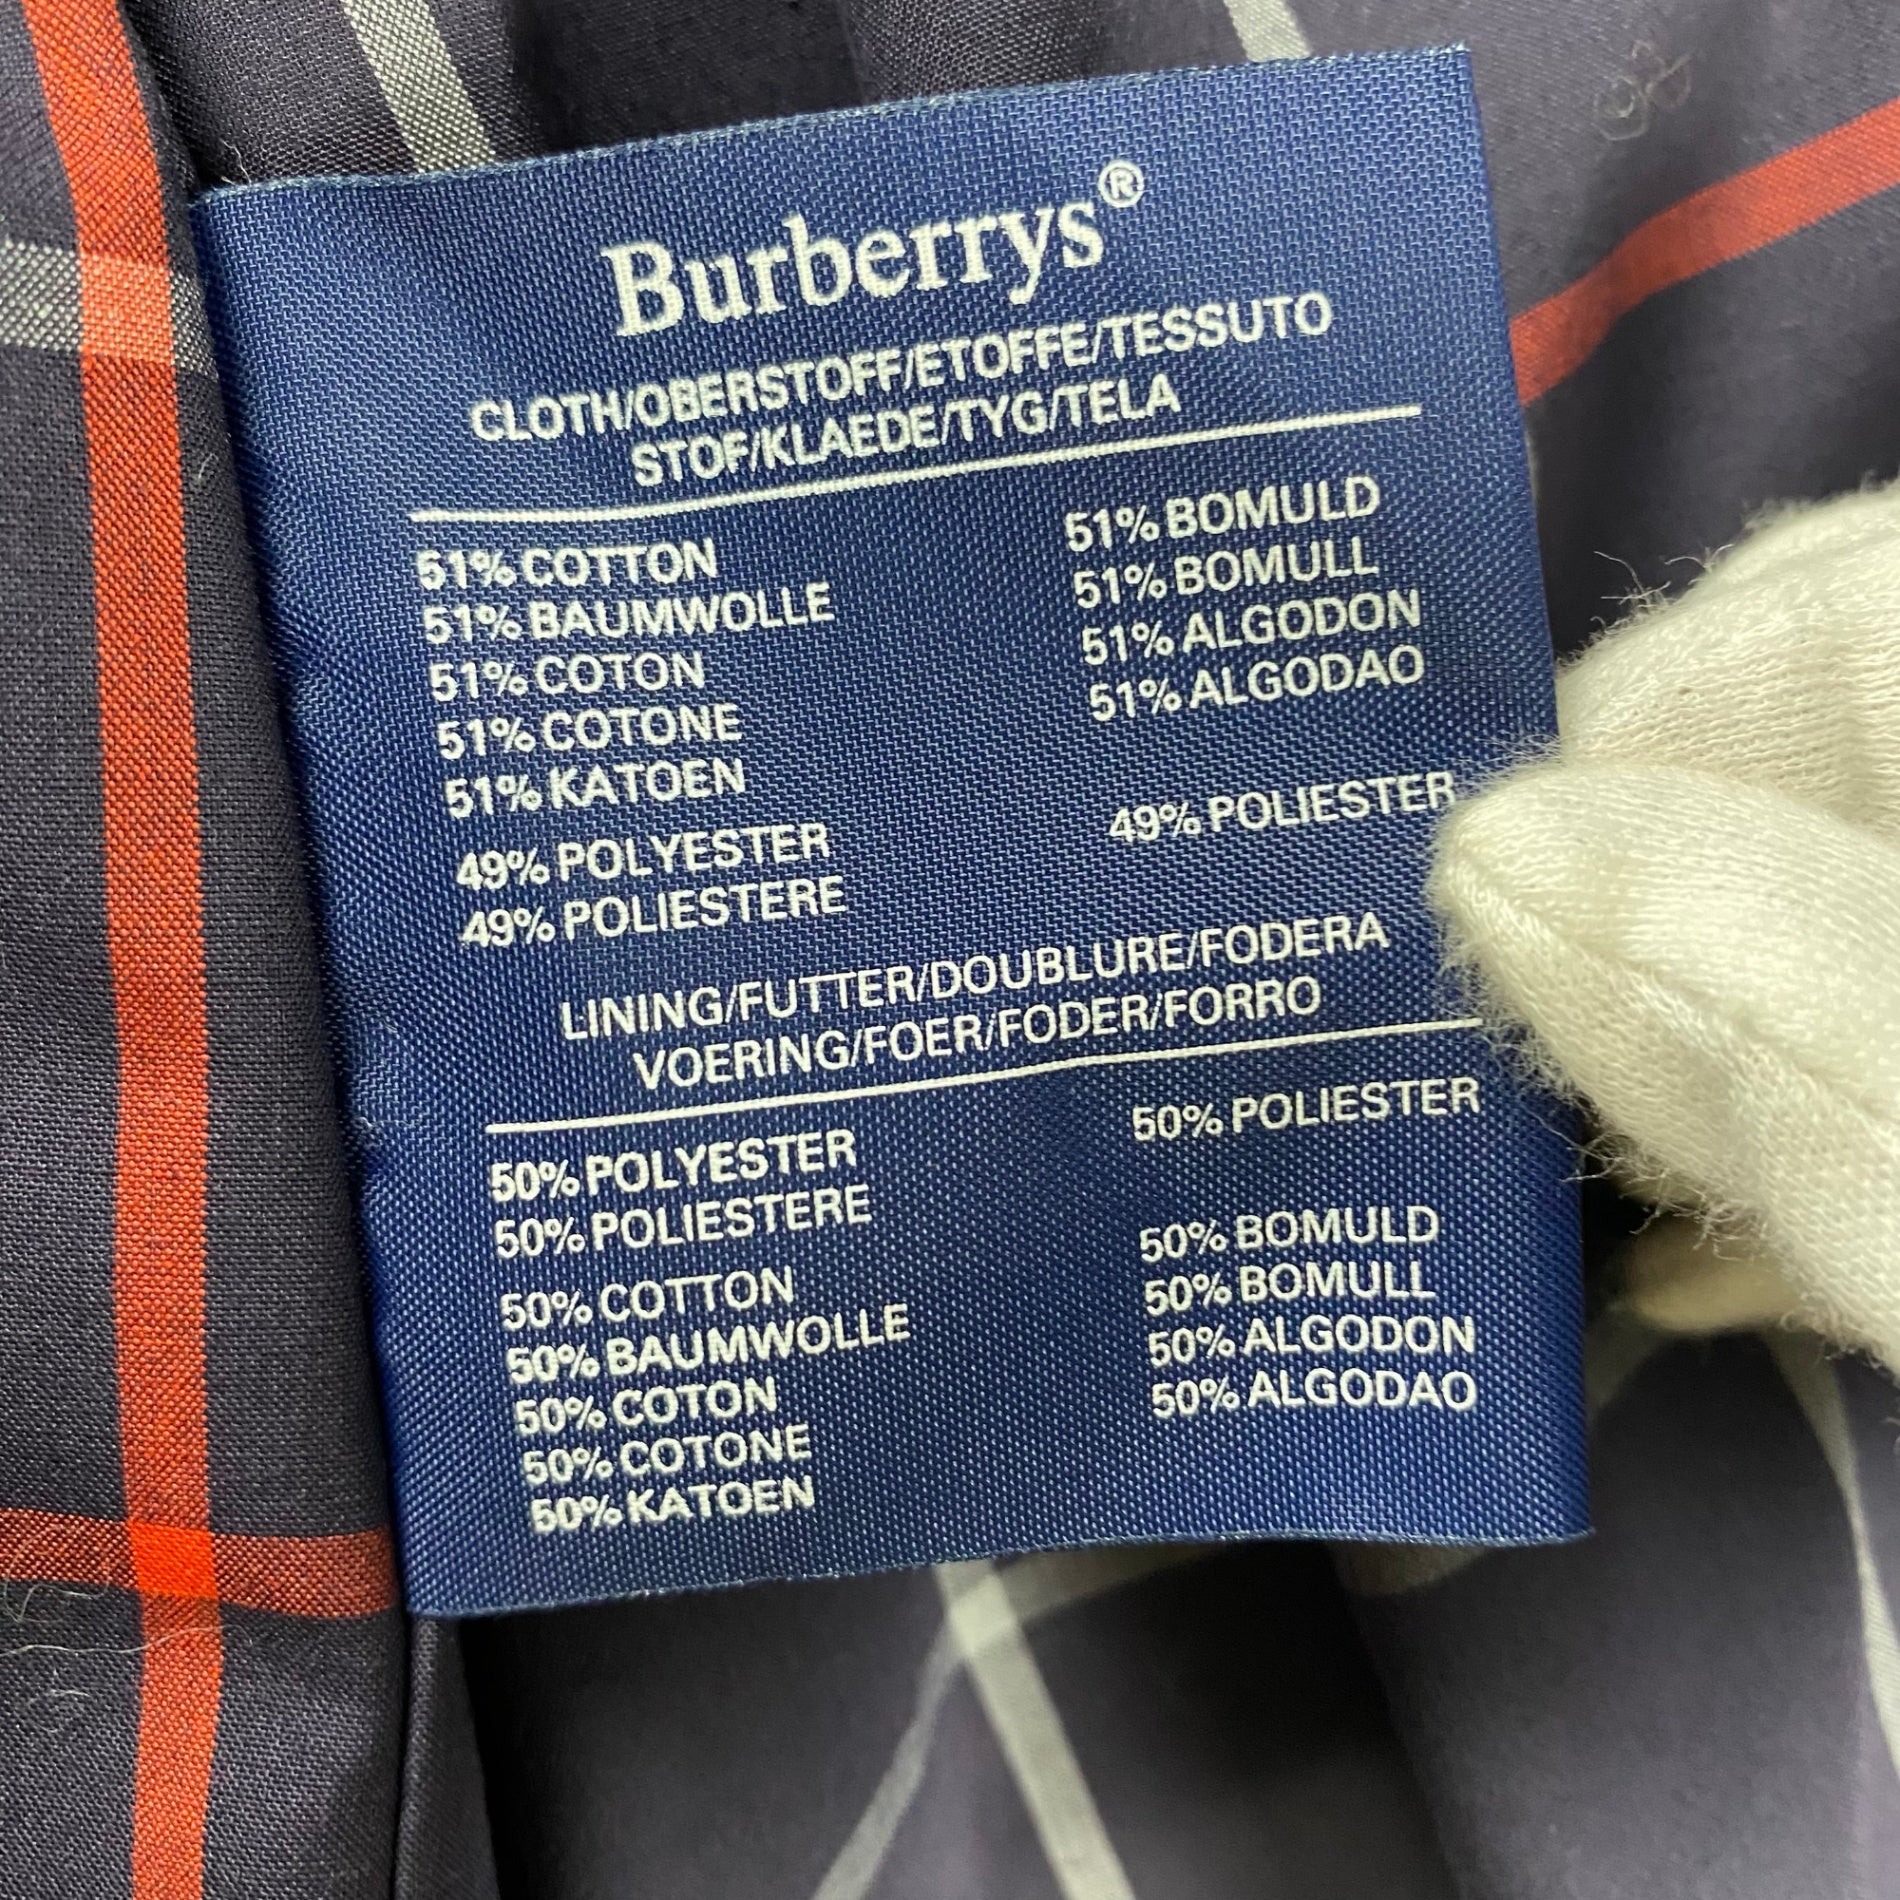 Burberrys®
CLOTH/OBERSTOFF/ETOFFE/TESSUTO
STOF/KLAEDE/TYG/TELA
51% COTTON
51% BAUMWOLLE
51% COTON
51% COTONE
51% KATOEN
51% BOMULD
51% BOMULL
51% ALGODON
51% ALGODAO
49% POLYESTER
49% POLIESTERE
49% POLIESTER
LINING/FUTTER/DOUBLURE/FODERA
VOERING/FOER/FODER/FORRO
50% POLYESTER
50% POLIESTERE
50% POLIESTER
50% COTTON
50% BAUMWOLLE
50% COTON
50% COTONE
50% KATOEN
50% BOMULD
50% BOMULL
50% ALGODON
50% ALGODAO